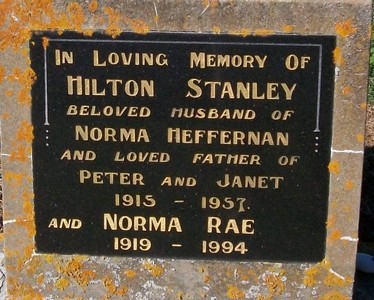 IN LOVING MEMORY OF
HILTON STANLEY
BELOVED HUSBAND OF
NORMA HEFFERNAN
AND LOVED FATHER OF
PETER AND JANET
1915 - 1957.
AND NORMA RAE
1919 - 1994